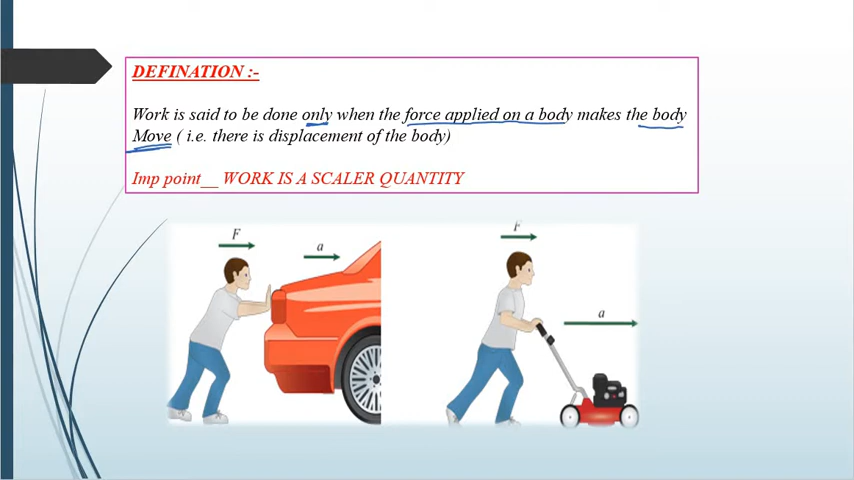 DEFINATION :-
Work is said to be done only when the force applied on a body makes the body
Move ( i.e. there is displacement of the body)
Imp point__ WORK IS A SCALER QUANTITY
F
a
F
a